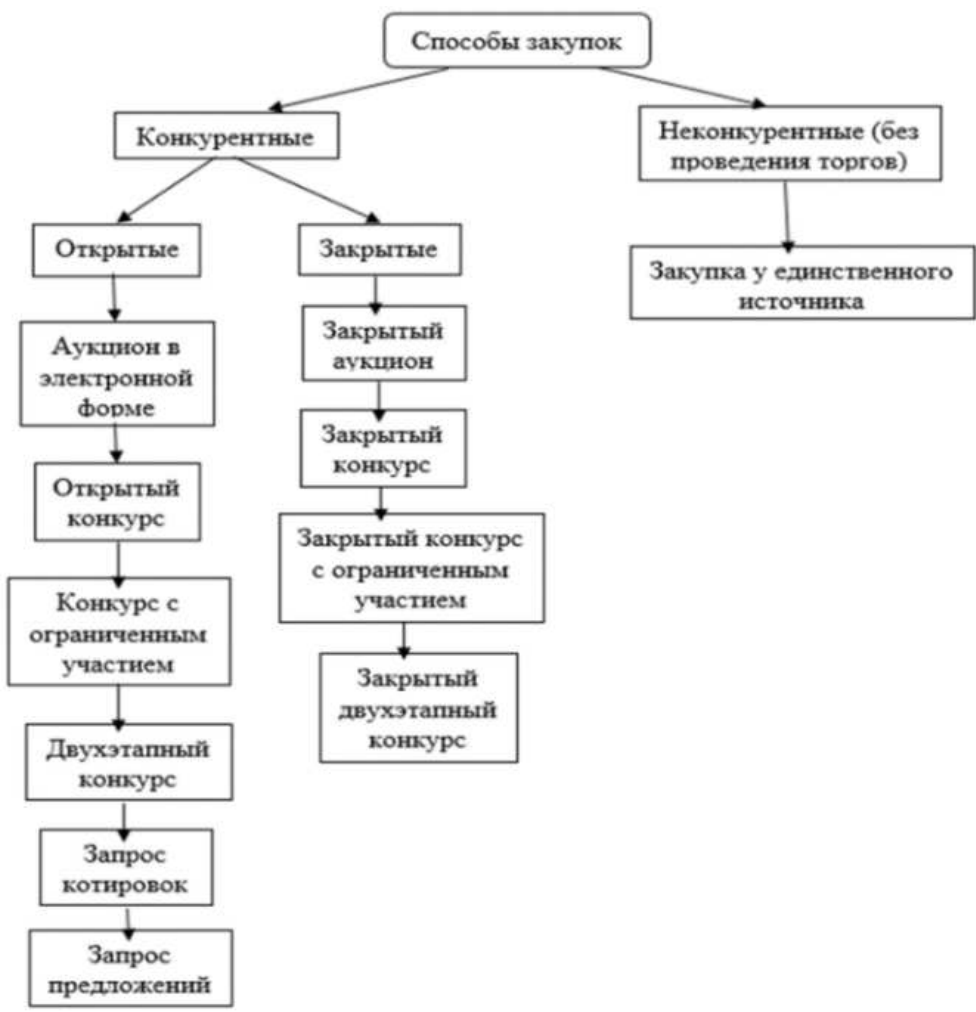 Способы закупок
Конкурентные
Неконкурентные (без
проведения торгов)
Открытые
Закрытые
Закупка у единственного
источника
Аукцион в
электронной
форме
Закрытый
аукцион
Открытый
конкурс
Закрытый
конкурс
Конкурс с
ограниченным
участием
Закрытый конкурс
с ограниченным
участием
Двухэтапный
конкурс
Закрытый
двухэтапный
конкурс
Запрос
котировок
Запрос
предложений